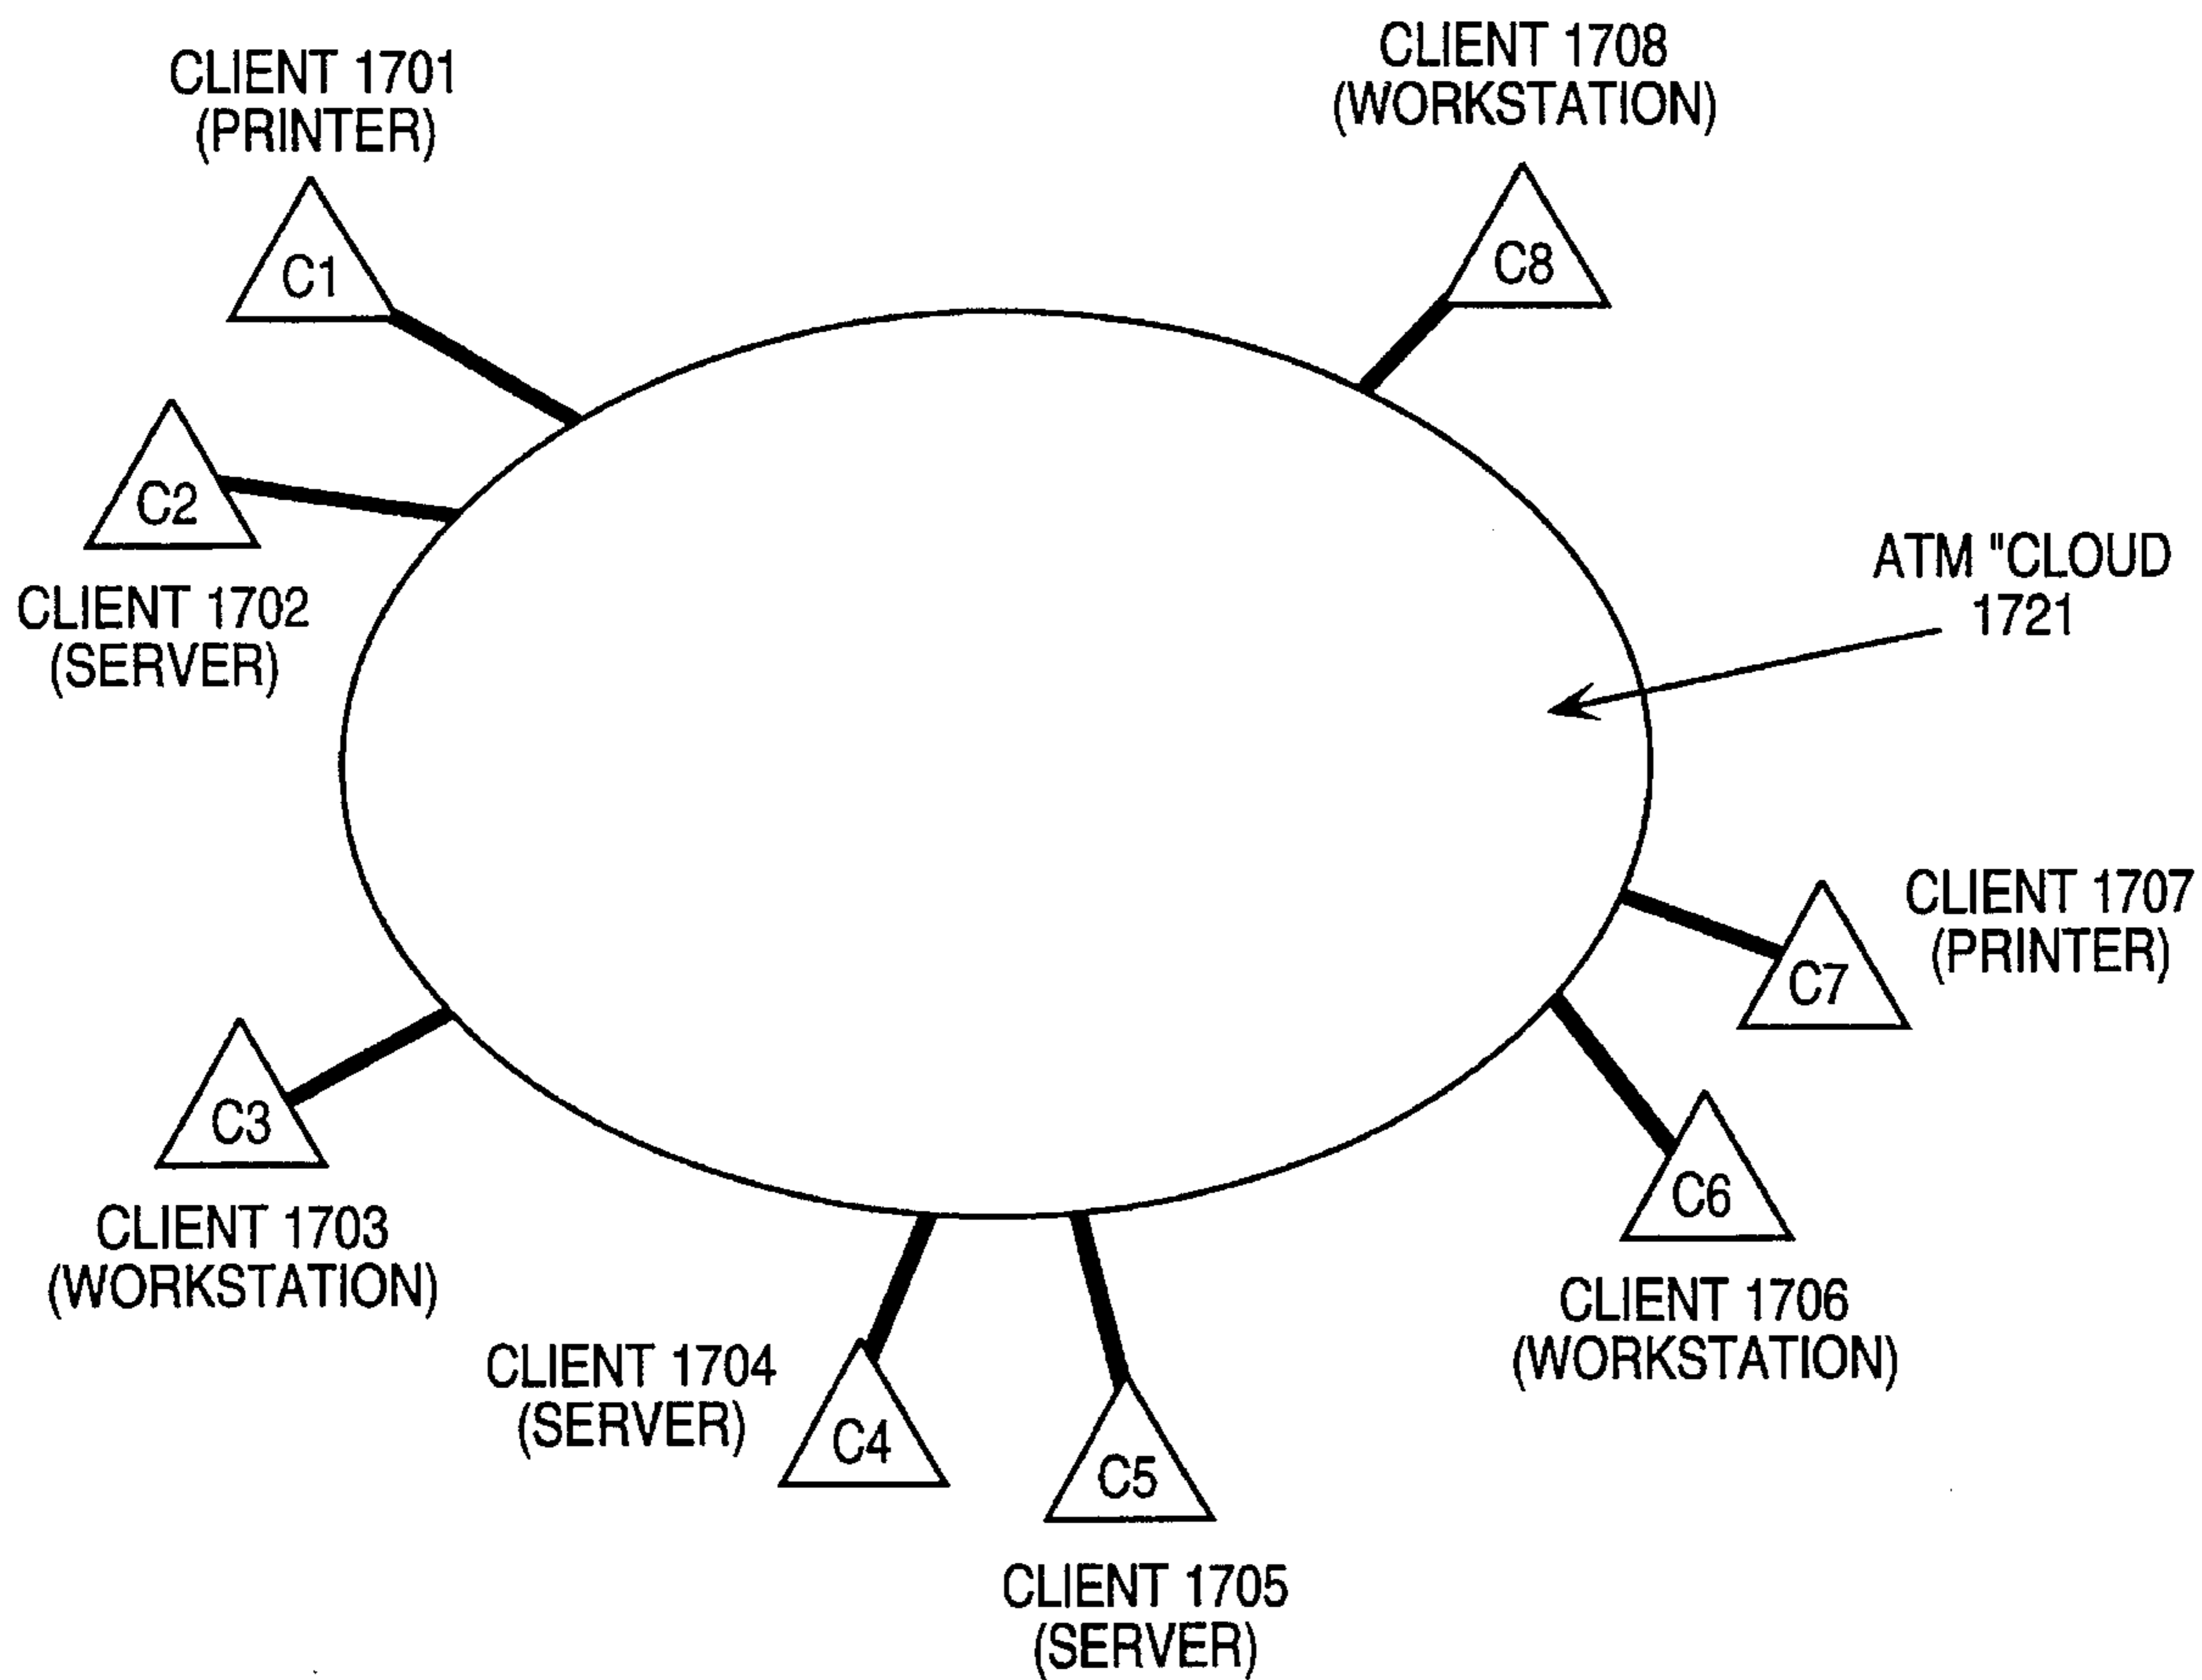 CLIENT 1701
(PRINTER)
C1
CLIENT 1708
(WORKSTATION)
C8
C2
CLIENT 1702
(SERVER)
ATM "CLOUD
1721
CLIENT 1707
(PRINTER)
C7
C3
CLIENT 1703
(WORKSTATION)
C6
CLIENT 1706
(WORKSTATION)
CLIENT 1704
(SERVER)
C4
C5
CLIENT 1705
(SERVER)